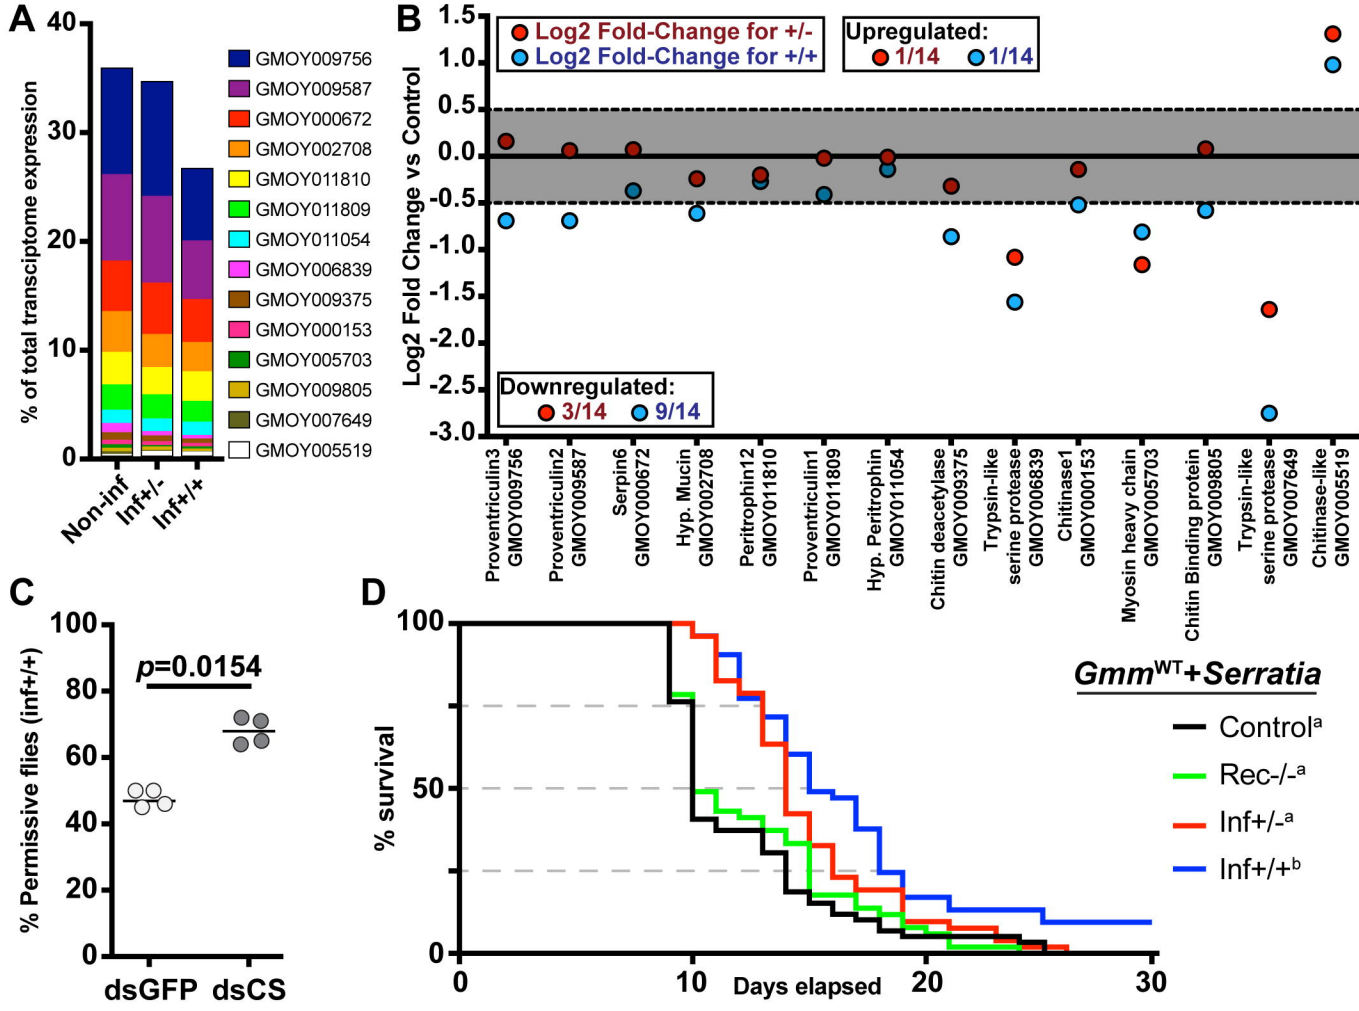 A
% of total transciptome expression
40
30
20
10
0
Non-inf
Inf+/-
Inf+/+
GMOY009756
GMOY009587
GMOY000672
GMOY002708
GMOY011810
GMOY011809
GMOY011054
GMOY006839
GMOY009375
GMOY000153
GMOY005703
GMOY009805
GMOY007649
GMOY005519
B
Log2 Fold Change vs Control
1.5
1.0
0.5
0.0
-0.5
-1.0
-1.5
-2.0
-2.5
-3.0
Log2 Fold-Change for +/-
Log2 Fold-Change for +/+
Upregulated:
1/14 1/14
Downregulated:
3/14 9/14
Proventriculin3
GMOY009756
Proventriculin2
GMOY009587
Serpin6
GMOY000672
Hyp. Mucin
GMOY002708
Peritrophin12
GMOY011810
Proventriculin1
GMOY011809
Hyp. Peritrophin
GMOY011054
Chitin deacetylase
GMOY009375
Trypsin-like
serine protease
GMOY006839
Chitinase1
GMOY000153
Myosin heavy chain
GMOY005703
Chitin Binding protein
GMOY009805
Trypsin-like
serine protease
GMOY007649
Chitinase-like
GMOY005519
C
% Permissive flies (inf+/+)
100
80
60
40
20
0
p=0.0154
dsGFP dsCS
D
% survival
100
50
0
0 10 20 30
Days elapsed
Gmmᵂᵀ+Serratia
Controlᵃ
Rec-/-ᵃ
Inf+/-ᵃ
Inf+/+ᵇ